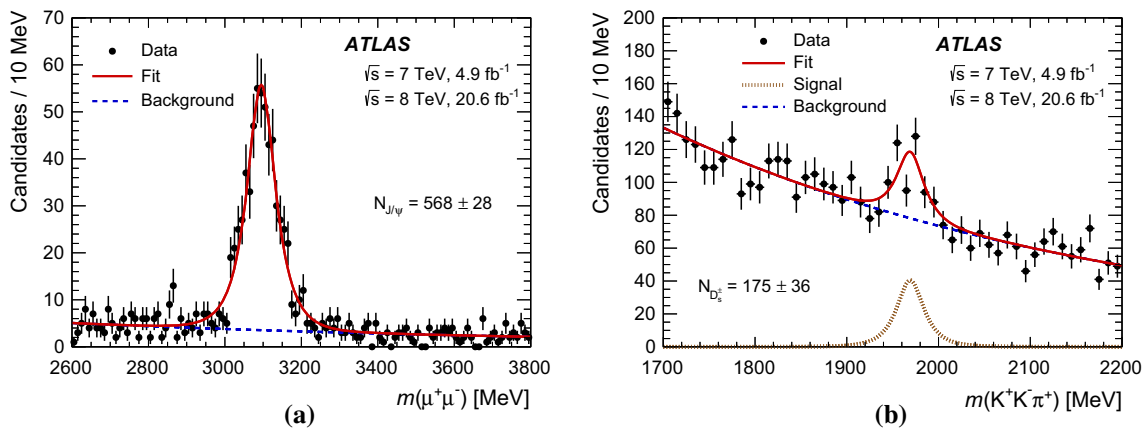 Candidates / 10 MeV
70
60
50
40
30
20
10
0
2600 2800 3000 3200 3400 3600 3800
m(μ⁺μ⁻) [MeV]
Data
Fit
Background
ATLAS
√s = 7 TeV, 4.9 fb⁻¹
√s = 8 TeV, 20.6 fb⁻¹
N_J/ψ = 568 ± 28
(a)
Candidates / 10 MeV
200
180
160
140
120
100
80
60
40
20
0
1700 1800 1900 2000 2100 2200
m(K⁺K⁻π⁺) [MeV]
Data
Fit
Signal
Background
ATLAS
√s = 7 TeV, 4.9 fb⁻¹
√s = 8 TeV, 20.6 fb⁻¹
N_Dₛ± = 175 ± 36
(b)